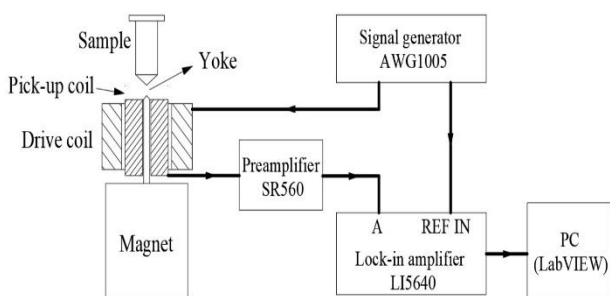 Sample
Yoke
Pick-up coil
Drive coil
Magnet
Signal generator
AWG1005
Preamplifier
SR560
A
REF IN
Lock-in amplifier
LI5640
PC
(LabVIEW)